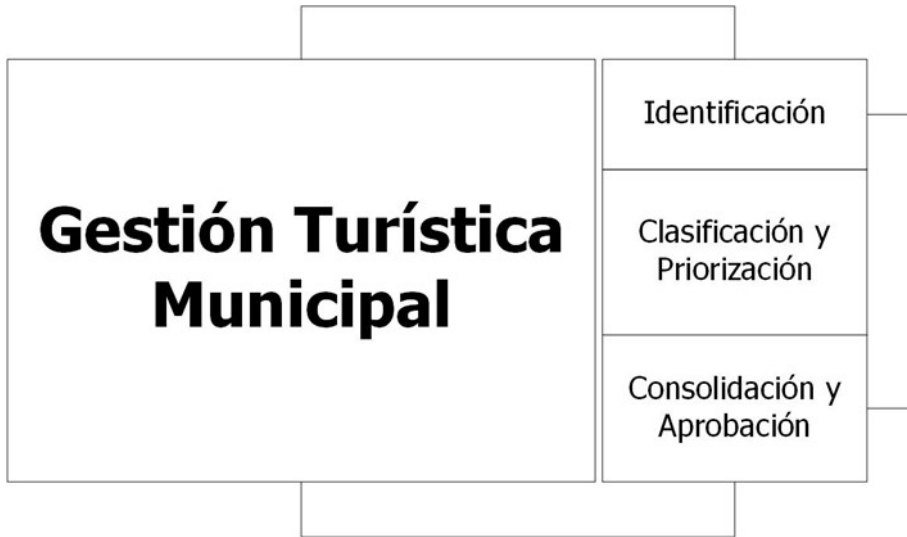 Gestión Turística
Municipal
Identificación
Clasificación y
Priorización
Consolidación y
Aprobación